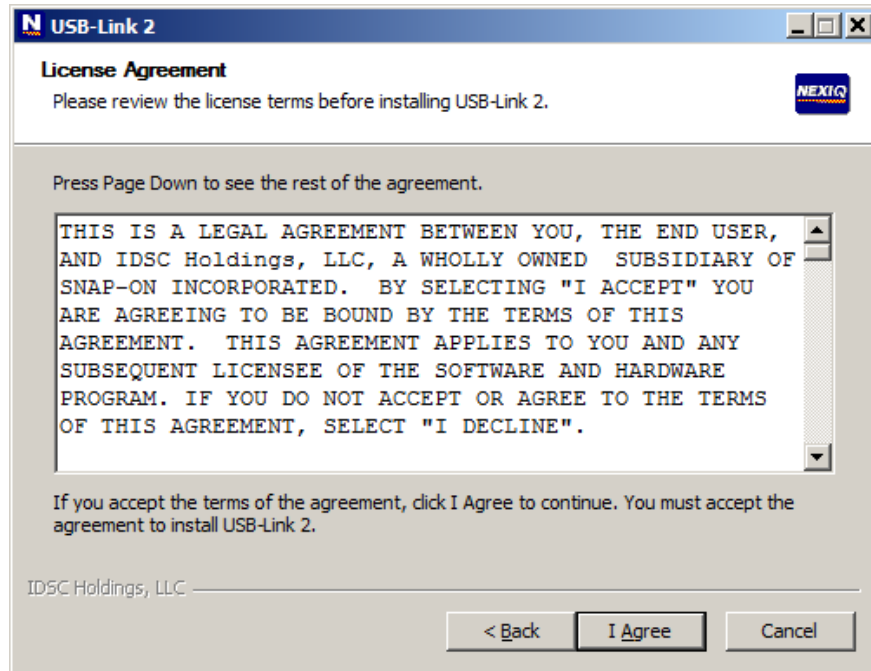 N USB-Link 2
License Agreement
Please review the license terms before installing USB-Link 2.
NEXIQ
Press Page Down to see the rest of the agreement.
THIS IS A LEGAL AGREEMENT BETWEEN YOU, THE END USER,
AND IDSC Holdings, LLC, A WHOLLY OWNED  SUBSIDIARY OF
SNAP-ON INCORPORATED.  BY SELECTING "I ACCEPT" YOU
ARE AGREEING TO BE BOUND BY THE TERMS OF THIS
AGREEMENT.  THIS AGREEMENT APPLIES TO YOU AND ANY
SUBSEQUENT LICENSEE OF THE SOFTWARE AND HARDWARE
PROGRAM. IF YOU DO NOT ACCEPT OR AGREE TO THE TERMS
OF THIS AGREEMENT, SELECT "I DECLINE".
If you accept the terms of the agreement, click I Agree to continue. You must accept the
agreement to install USB-Link 2.
IDSC Holdings, LLC
< Back I Agree Cancel